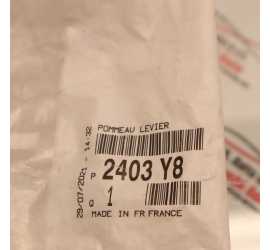 POMMEAU LEVIER
P 2403 Y8
Q 1
MADE IN FR FRANCE
29/07/2021 - 14:32